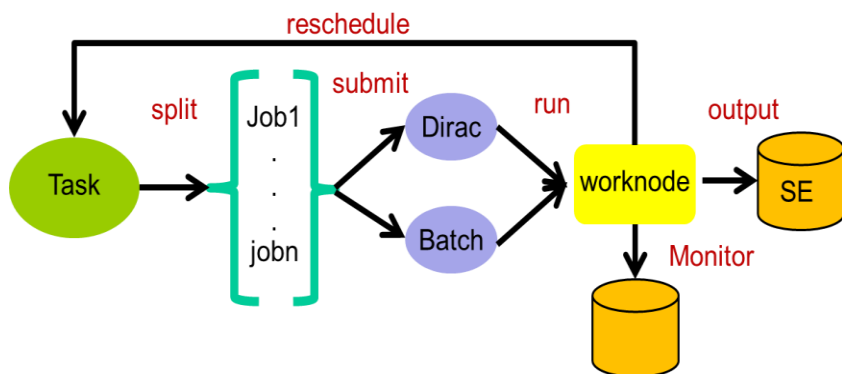 reschedule
split
submit
run
output
Task
Job1
.
.
.
jobn
Dirac
Batch
worknode
SE
Monitor